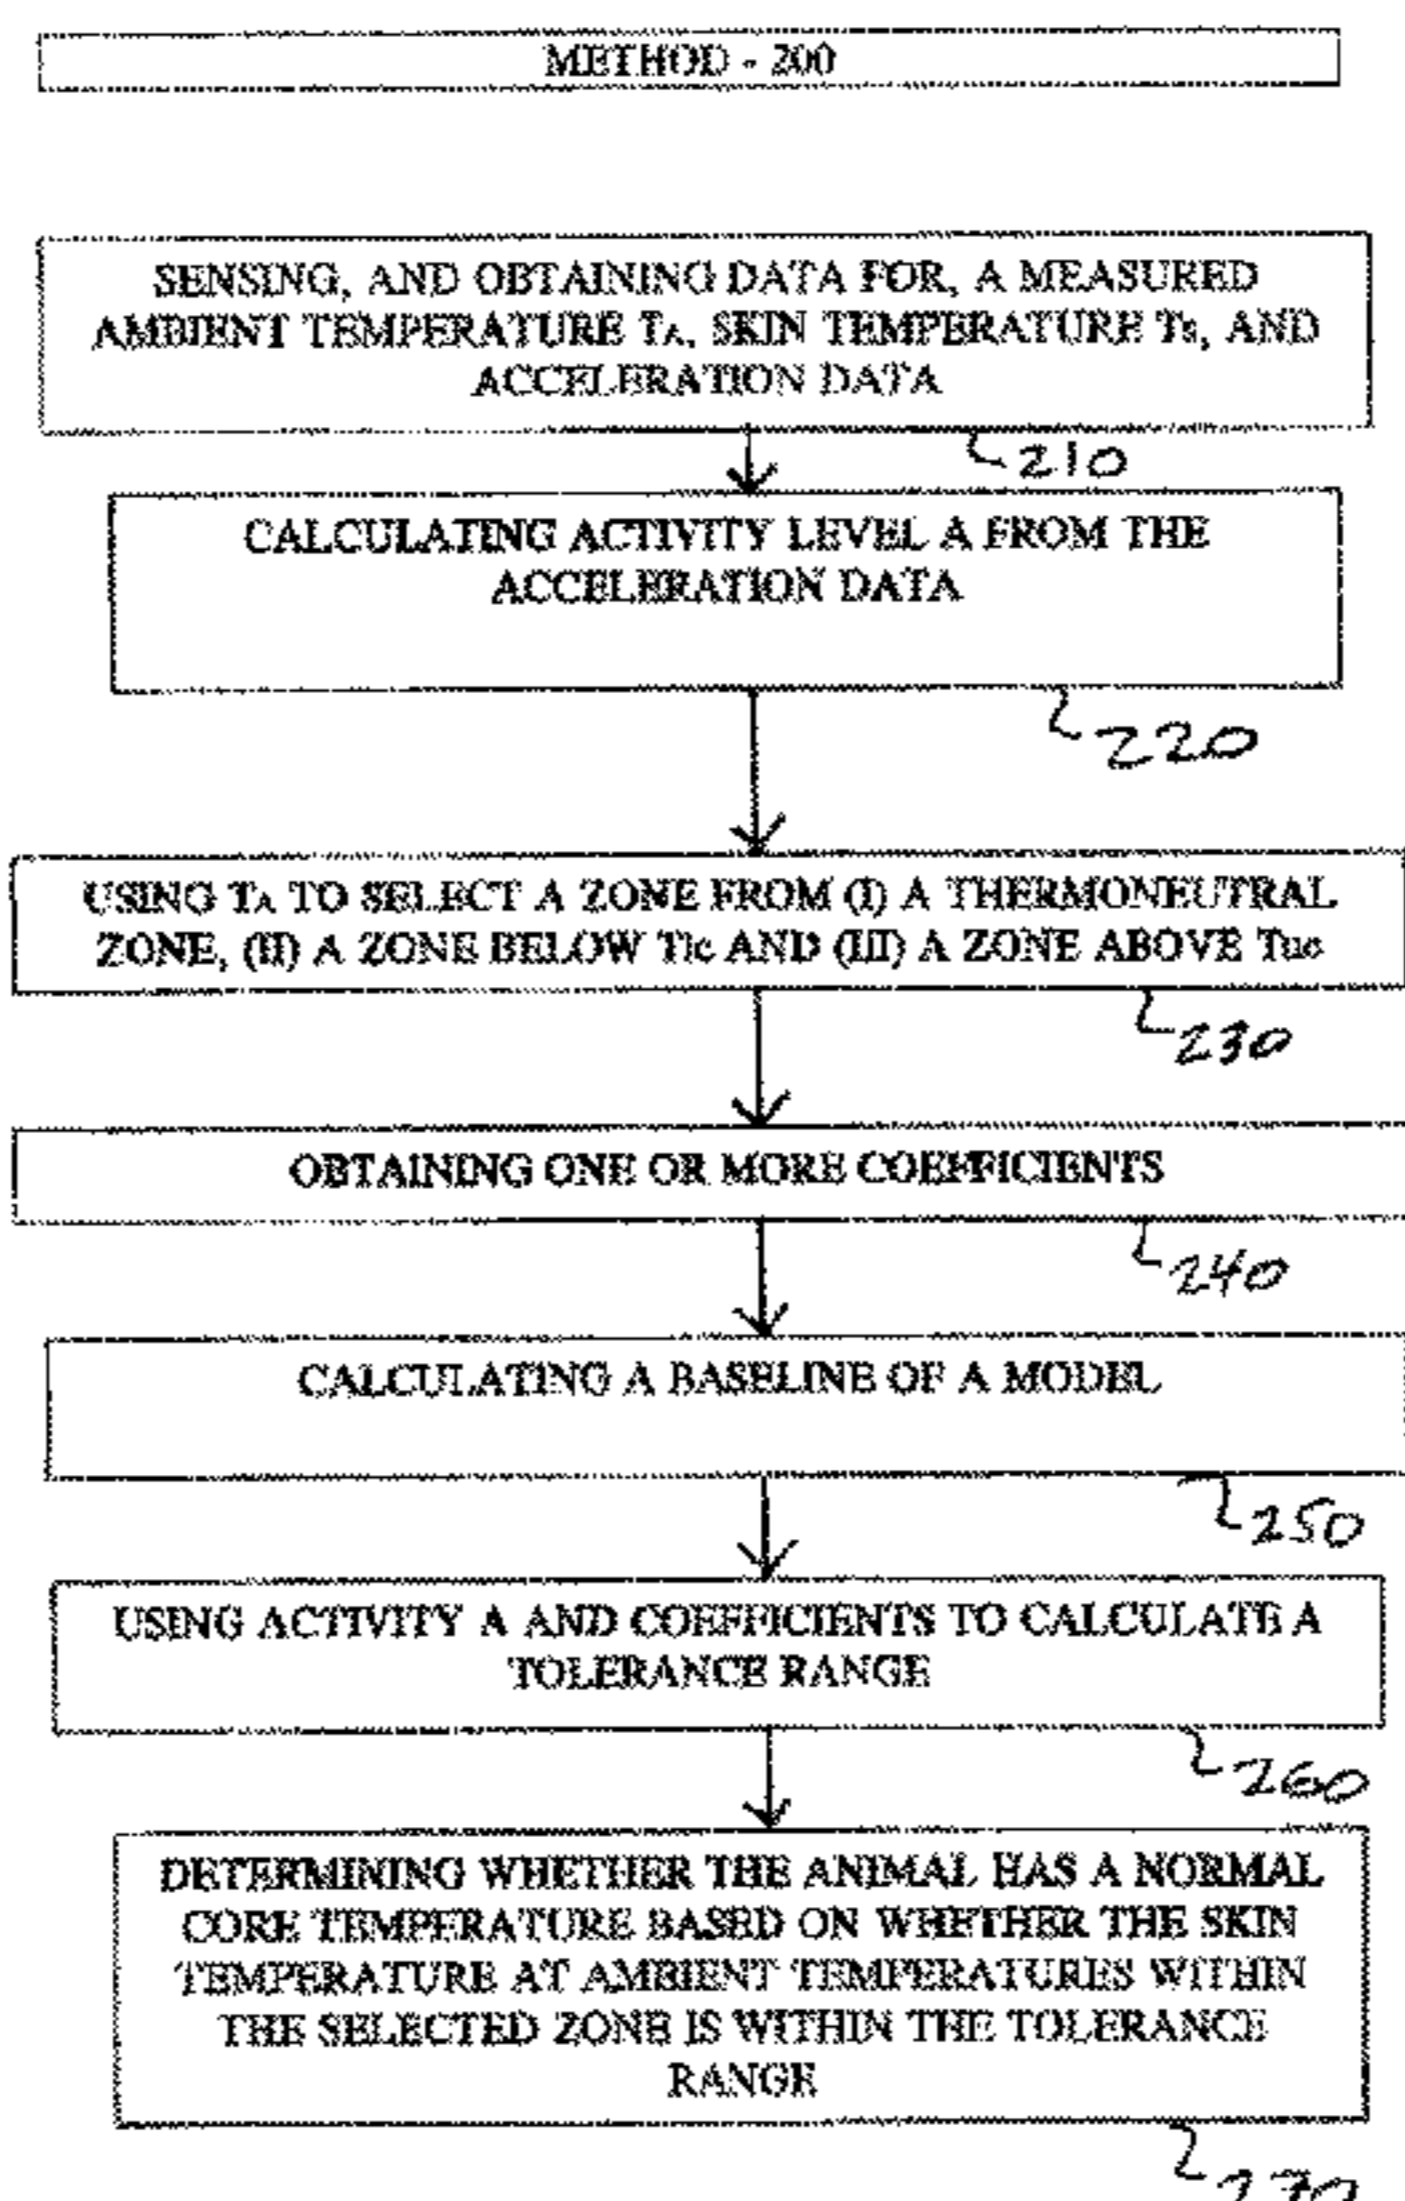 METHOD - 200
SENSING, AND OBTAINING DATA FOR, A MEASURED
AMBIENT TEMPERATURE TA, SKIN TEMPERATURE Ts, AND
ACCELERATION DATA
210
CALCULATING ACTIVITY LEVEL A FROM THE
ACCELERATION DATA
220
USING TA TO SELECT A ZONE FROM (I) A THERMONEUTRAL
ZONE, (II) A ZONE BELOW Tlc AND (III) A ZONE ABOVE Tuc
230
OBTAINING ONE OR MORE COEFFICIENTS
240
CALCULATING A BASELINE OF A MODEL
250
USING ACTIVITY A AND COEFFICIENTS TO CALCULATE A
TOLERANCE RANGE
260
DETERMINING WHETHER THE ANIMAL HAS A NORMAL
CORE TEMPERATURE BASED ON WHETHER THE SKIN
TEMPERATURE AT AMBIENT TEMPERATURES WITHIN
THE SELECTED ZONE IS WITHIN THE TOLERANCE
RANGE